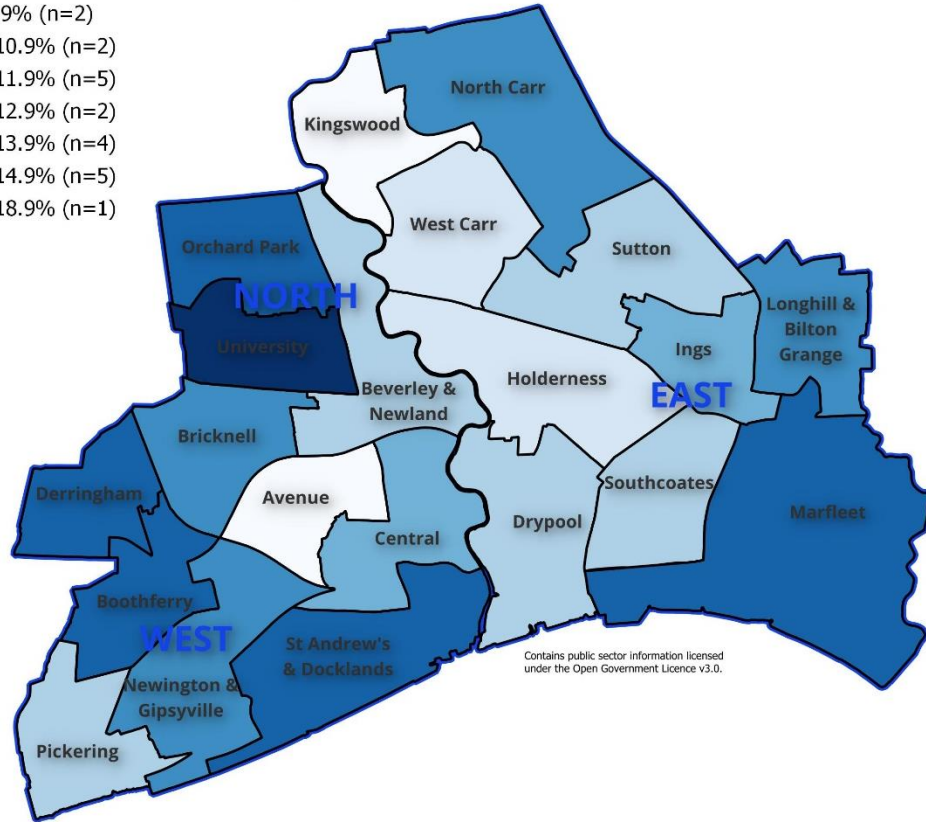 9% (n=2)
10.9% (n=2)
11.9% (n=5)
12.9% (n=2)
13.9% (n=4)
14.9% (n=5)
18.9% (n=1)
North Carr
Kingswood
West Carr
Orchard Park
Sutton
NORTH
Longhill &
Bilton
Grange
University
Ings
Holderness
EAST
Beverley &
Newland
Bricknell
Southcoates
Derringham
Avenue
Marfleet
Drypool
Central
Boothferry
WEST
St Andrew's
& Docklands
Contains public sector information licensed
under the Open Government Licence v3.0.
Newington &
Gipsyville
Pickering